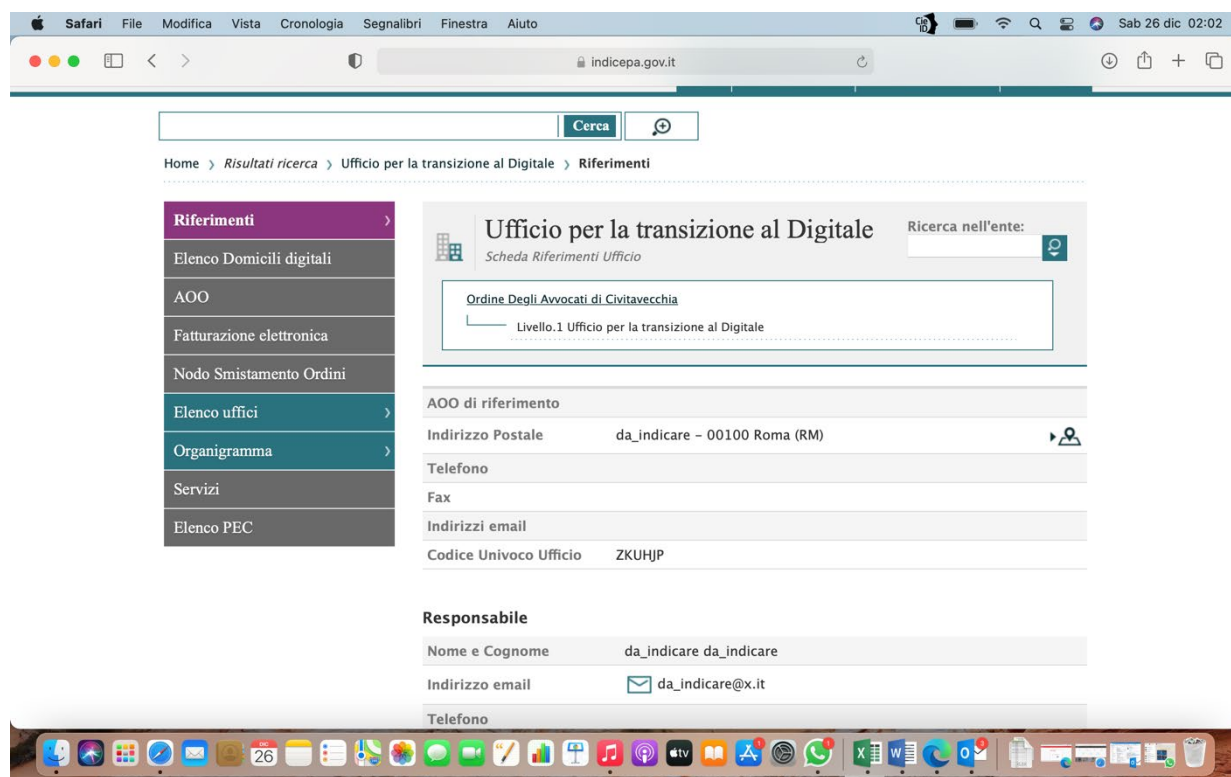 Safari File Modifica Vista Cronologia Segnalibri Finestra Aiuto Sab 26 dic 02:02
indicepa.gov.it
Cerca
Home > Risultati ricerca > Ufficio per la transizione al Digitale > Riferimenti
Riferimenti
Elenco Domicili digitali
AOO
Fatturazione elettronica
Nodo Smistamento Ordini
Elenco uffici
Organigramma
Servizi
Elenco PEC
Ufficio per la transizione al Digitale
Scheda Riferimenti Ufficio
Ricerca nell'ente:
Ordine Degli Avvocati di Civitavecchia
Livello.1 Ufficio per la transizione al Digitale
AOO di riferimento
Indirizzo Postale da_indicare – 00100 Roma (RM)
Telefono
Fax
Indirizzi email
Codice Univoco Ufficio ZKUHJP
Responsabile
Nome e Cognome da_indicare da_indicare
Indirizzo email da_indicare@x.it
Telefono
DIC
26
tv